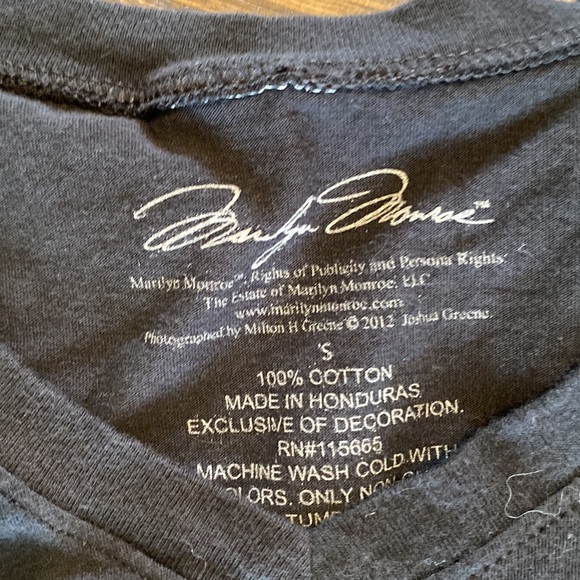 Marilyn Monroe™
Marilyn Monroe™: Rights of Publicity and Persona Rights:
The Estate of Marilyn Monroe, LLC
www.marilynmonroe.com
Photographed by Milton H Greene © 2012 Joshua Greene.
S
100% COTTON
MADE IN HONDURAS
EXCLUSIVE OF DECORATION.
RN#115665
MACHINE WASH COLD WITH
COLORS. ONLY